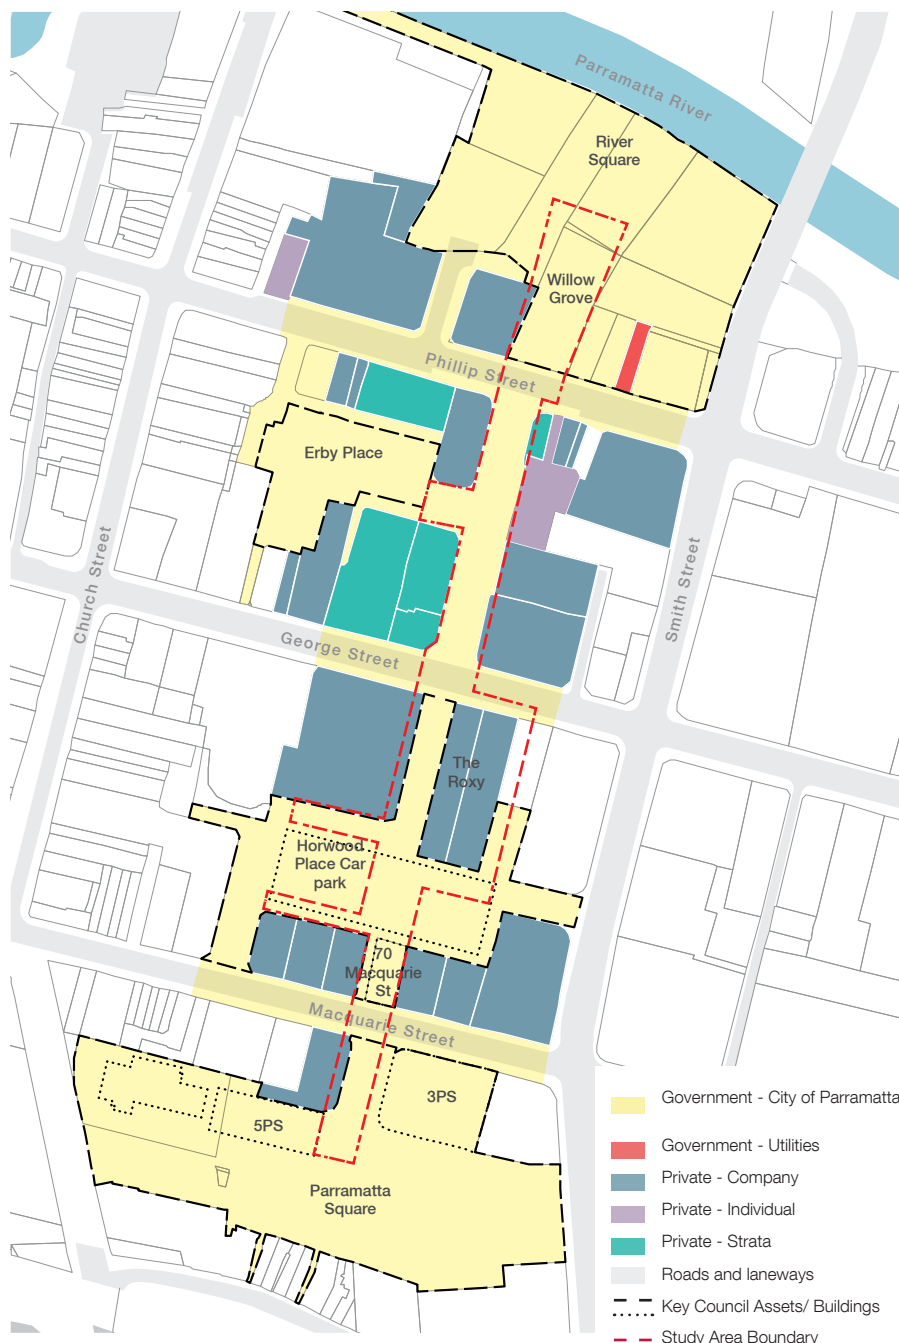 Parramatta River
River
Square
Willow
Grove
Phillip Street
Erby Place
Church Street
Smith Street
George Street
The
Roxy
Horwood
Place Car
park
70
Macquarie
St
Macquarie Street
3PS
5PS
Parramatta
Square
Government - City of Parramatta
Government - Utilities
Private - Company
Private - Individual
Private - Strata
Roads and laneways
Key Council Assets/ Buildings
Study Area Boundary